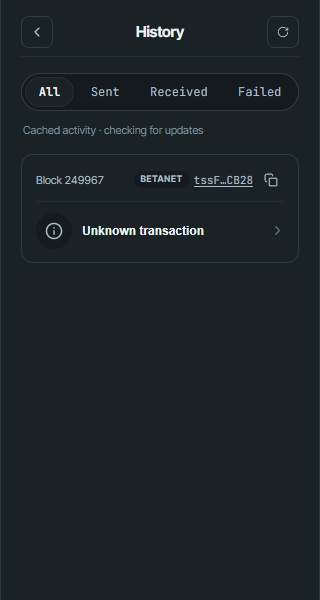 History
All Sent Received Failed
Cached activity · checking for updates
Block 249967 BETANET tssF…CB28
Unknown transaction